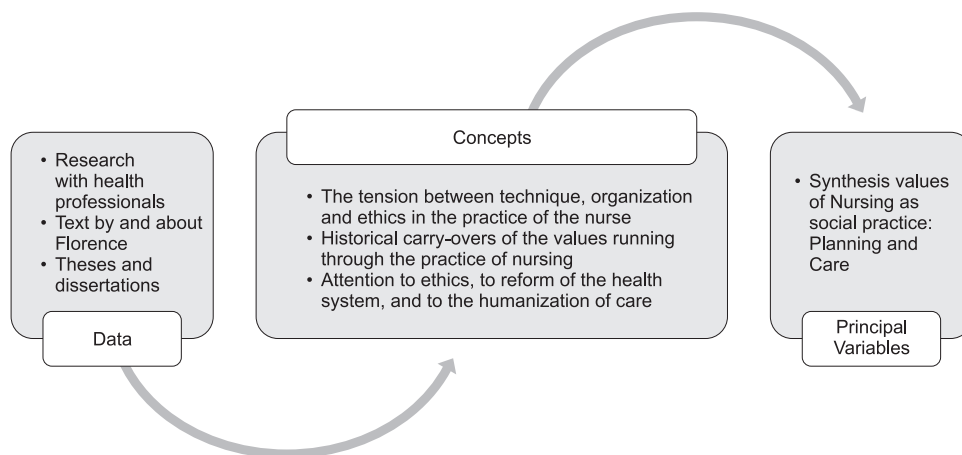 • Research
with health
professionals
• Text by and about
Florence
• Theses and
dissertations
Data
Concepts
• The tension between technique, organization
and ethics in the practice of the nurse
• Historical carry-overs of the values running
through the practice of nursing
• Attention to ethics, to reform of the health
system, and to the humanization of care
• Synthesis values
of Nursing as
social practice:
Planning and
Care
Principal
Variables